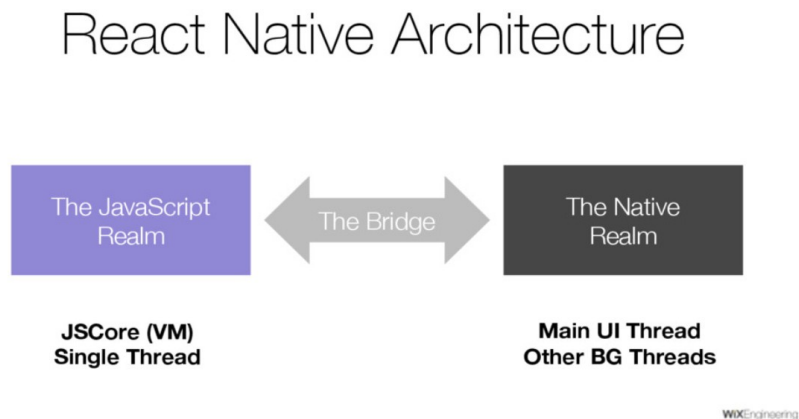 React Native Architecture
The JavaScript
Realm
The Bridge
The Native
Realm
JSCore (VM)
Single Thread
Main UI Thread
Other BG Threads
WiXEngineering